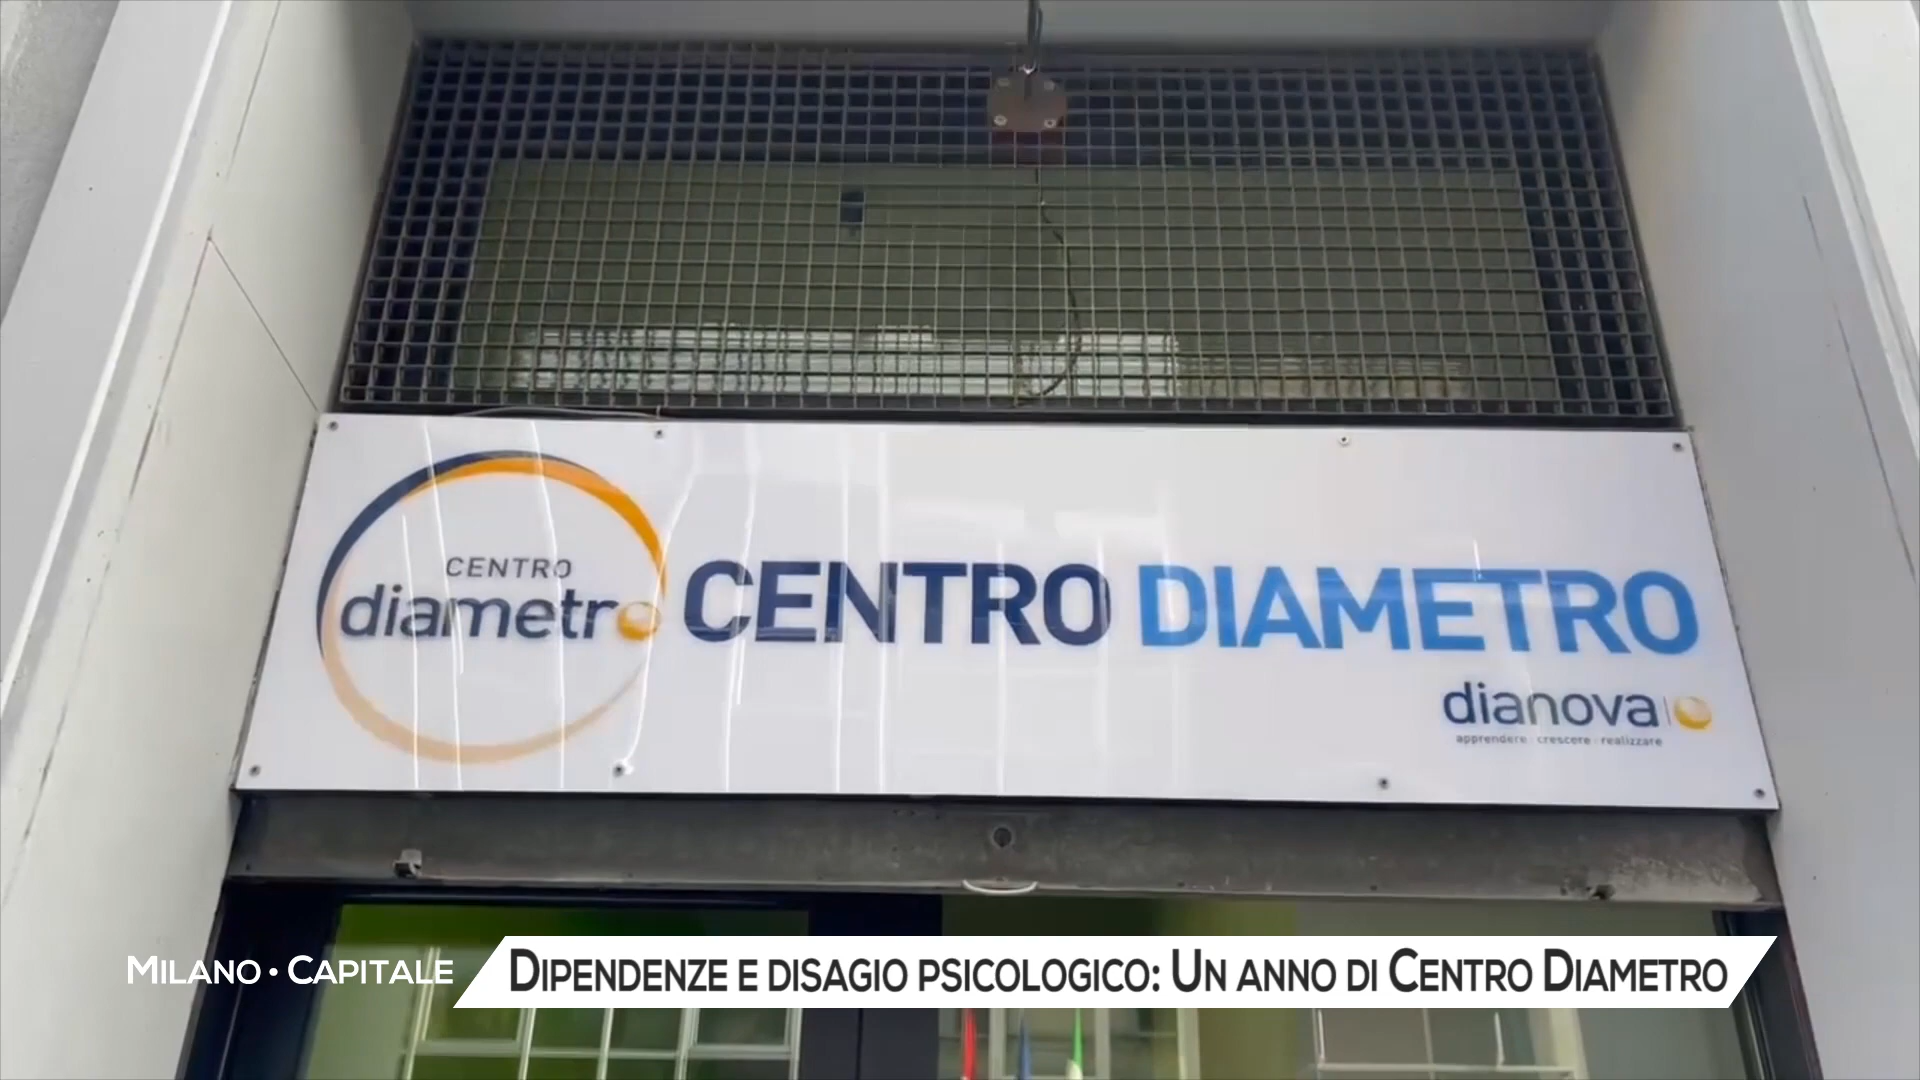 CENTRO
diametro
CENTRO DIAMETRO
dianova
apprendere | crescere | realizzare
MILANO • CAPITALE
DIPENDENZE E DISAGIO PSICOLOGICO: UN ANNO DI CENTRO DIAMETRO